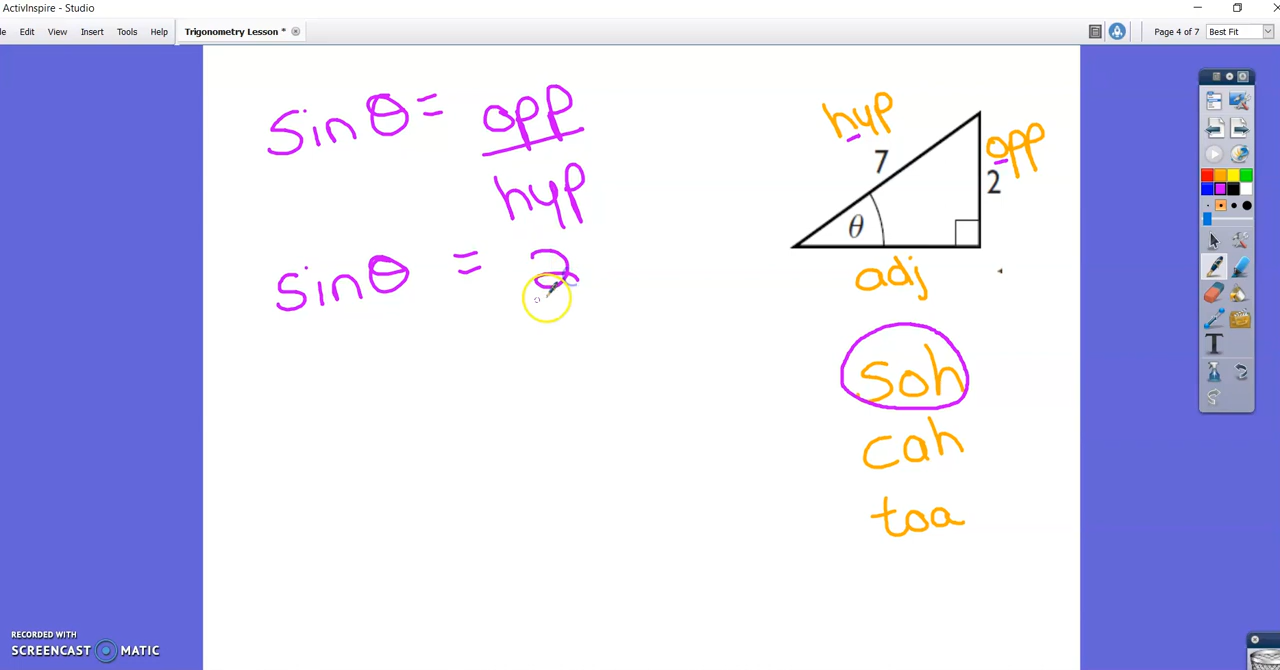 ActivInspire - Studio
Edit View Insert Tools Help Trigonometry Lesson * Page 4 of 7 Best Fit
sin θ = opp
hyp
sin θ = 2
hyp
7
opp
2
θ
adj
soh
cah
toa
T
RECORDED WITH
SCREENCAST MATIC